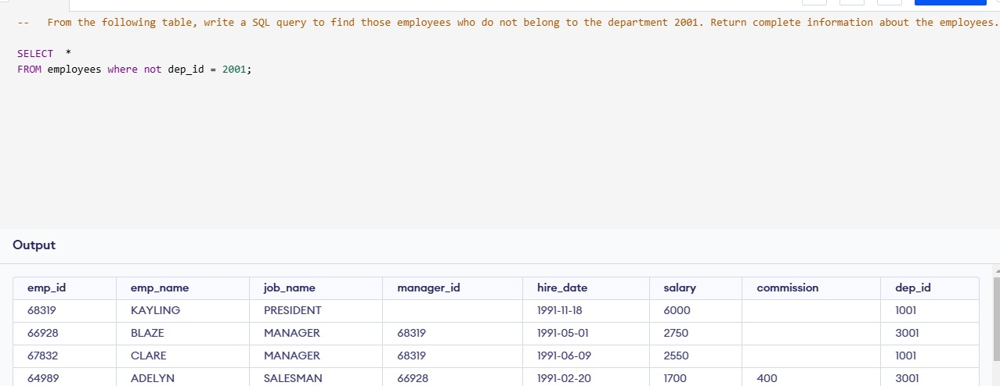 --   From the following table, write a SQL query to find those employees who do not belong to the department 2001. Return complete information about the employees.
SELECT  *
FROM employees where not dep_id = 2001;
Output
emp_id emp_name job_name manager_id hire_date salary commission dep_id
68319 KAYLING PRESIDENT 1991-11-18 6000 1001
66928 BLAZE MANAGER 68319 1991-05-01 2750 3001
67832 CLARE MANAGER 68319 1991-06-09 2550 1001
64989 ADELYN SALESMAN 66928 1991-02-20 1700 400 3001